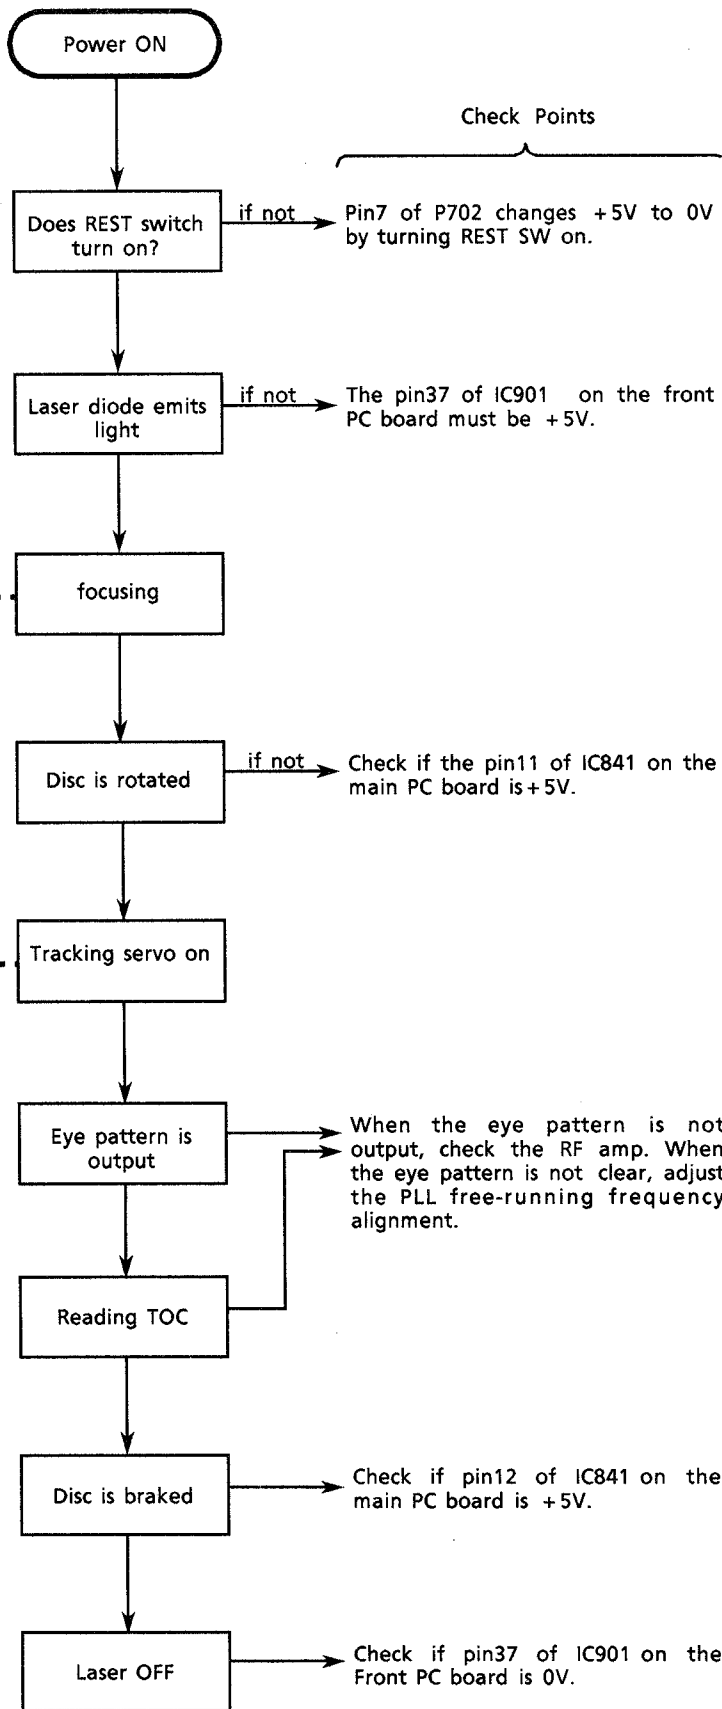 Power ON
Check Points
Does REST switch
turn on?
if not
Pin7 of P702 changes +5V to 0V
by turning REST SW on.
Laser diode emits
light
if not
The pin37 of IC901 on the front
PC board must be +5V.
focusing
Disc is rotated
if not
Check if the pin11 of IC841 on the
main PC board is+5V.
Tracking servo on
Eye pattern is
output
When the eye pattern is not
output, check the RF amp. When
the eye pattern is not clear, adjust
the PLL free-running frequency
alignment.
Reading TOC
Disc is braked
Check if pin12 of IC841 on the
main PC board is +5V.
Laser OFF
Check if pin37 of IC901 on the
Front PC board is 0V.